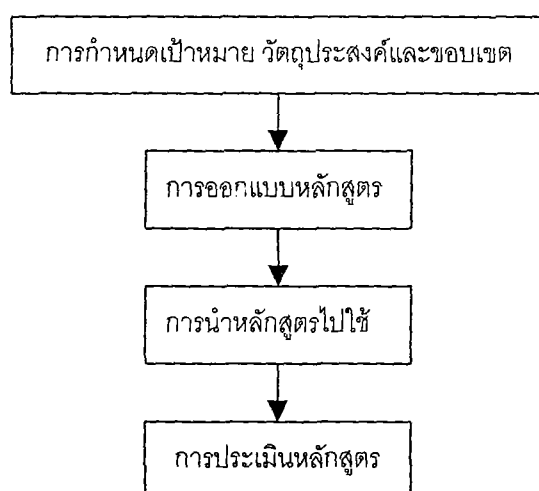 การกำหนดเป้าหมาย วัตถุประสงค์และขอบเขต
การออกแบบหลักสูตร
การนำหลักสูตรไปใช้
การประเมินหลักสูตร